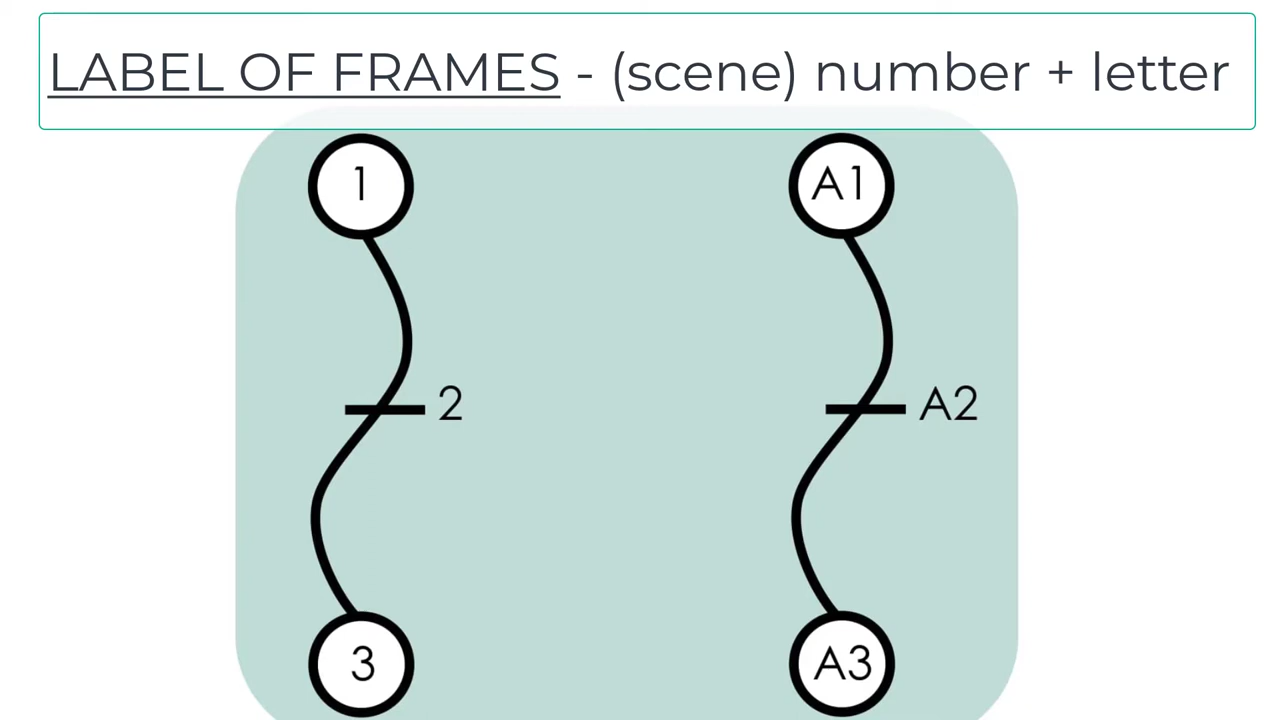 LABEL OF FRAMES - (scene) number + letter
1
A1
2
A2
3
A3